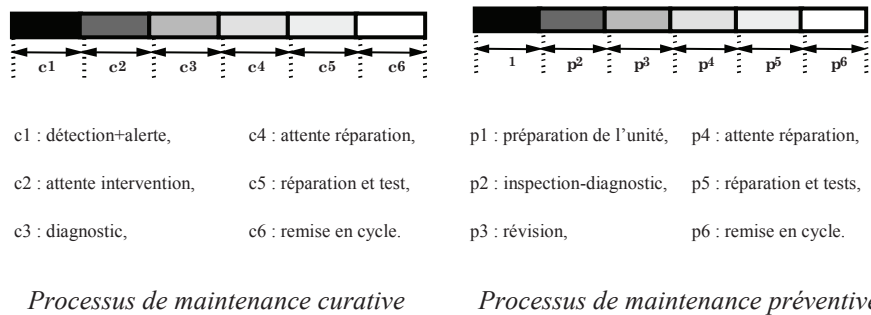 c1 c2 c3 c4 c5 c6
1 p2 p3 p4 p5 p6
c1 : détection+alerte, c4 : attente réparation,
c2 : attente intervention, c5 : réparation et test,
c3 : diagnostic, c6 : remise en cycle.
p1 : préparation de l’unité, p4 : attente réparation,
p2 : inspection-diagnostic, p5 : réparation et tests,
p3 : révision, p6 : remise en cycle.
Processus de maintenance curative
Processus de maintenance préventive